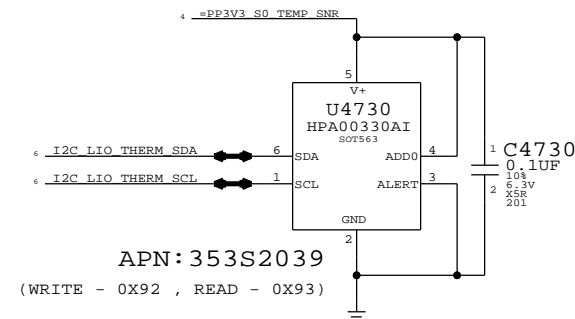 4 =PP3V3_S0_TEMP_SNR
5
V+
U4730
HPA00330AI
SOT563
6 I2C_LIO_THERM_SDA 6 SDA ADD0 4
6 I2C_LIO_THERM_SCL 1 SCL ALERT 3
GND
2
1 C4730
0.1UF
10%
6.3V
2 X5R
201
APN:353S2039
(WRITE - 0X92 , READ - 0X93)